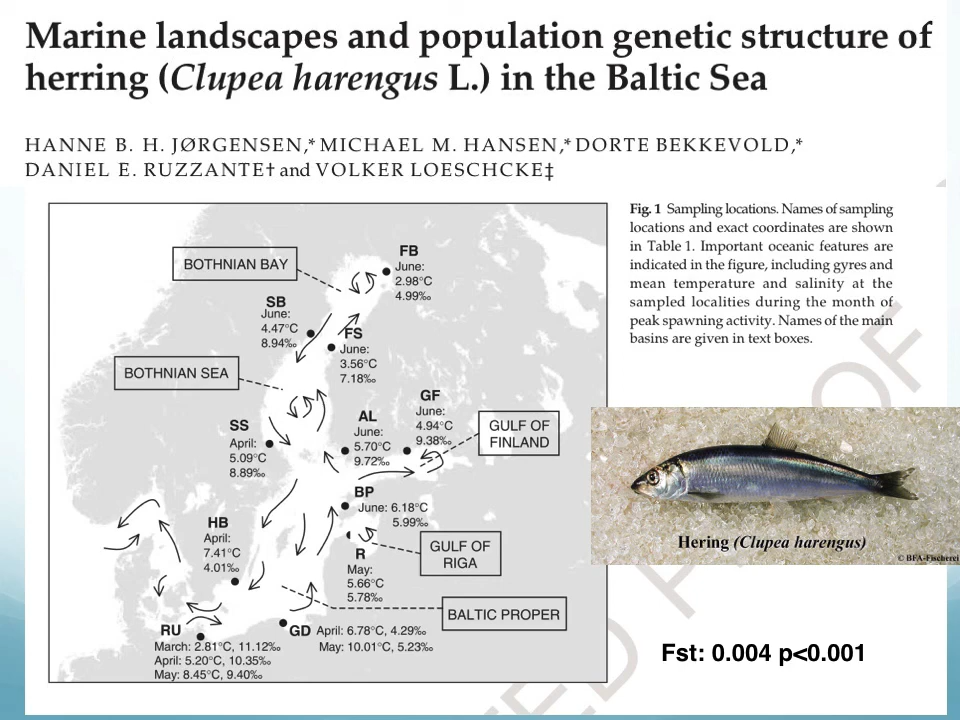 Marine landscapes and population genetic structure of
herring (Clupea harengus L.) in the Baltic Sea
HANNE B. H. JØRGENSEN,* MICHAEL M. HANSEN,* DORTE BEKKEVOLD,*
DANIEL E. RUZZANTE† and VOLKER LOESCHCKE‡
Fig. 1 Sampling locations. Names of sampling
locations and exact coordinates are shown
in Table 1. Important oceanic features are
indicated in the figure, including gyres and
mean temperature and salinity at the
sampled localities during the month of
peak spawning activity. Names of the main
basins are given in text boxes.
BOTHNIAN BAY
FB
June:
2.98°C
4.99‰
SB
June:
4.47°C
8.94‰
FS
June:
3.56°C
7.18‰
BOTHNIAN SEA
GF
June:
4.94°C
9.38‰
AL
June:
5.70°C
9.72‰
GULF OF
FINLAND
SS
April:
5.09°C
8.89‰
BP
June: 6.18°C
5.99‰
HB
April:
7.41°C
4.01‰
R
May:
5.66°C
5.78‰
GULF OF
RIGA
BALTIC PROPER
RU
March: 2.81°C, 11.12‰
April: 5.20°C, 10.35‰
May: 8.45°C, 9.40‰
GD April: 6.78°C, 4.29‰
May: 10.01°C, 5.23‰
Hering (Clupea harengus)
© BFA-Fischerei
Fst: 0.004 p<0.001